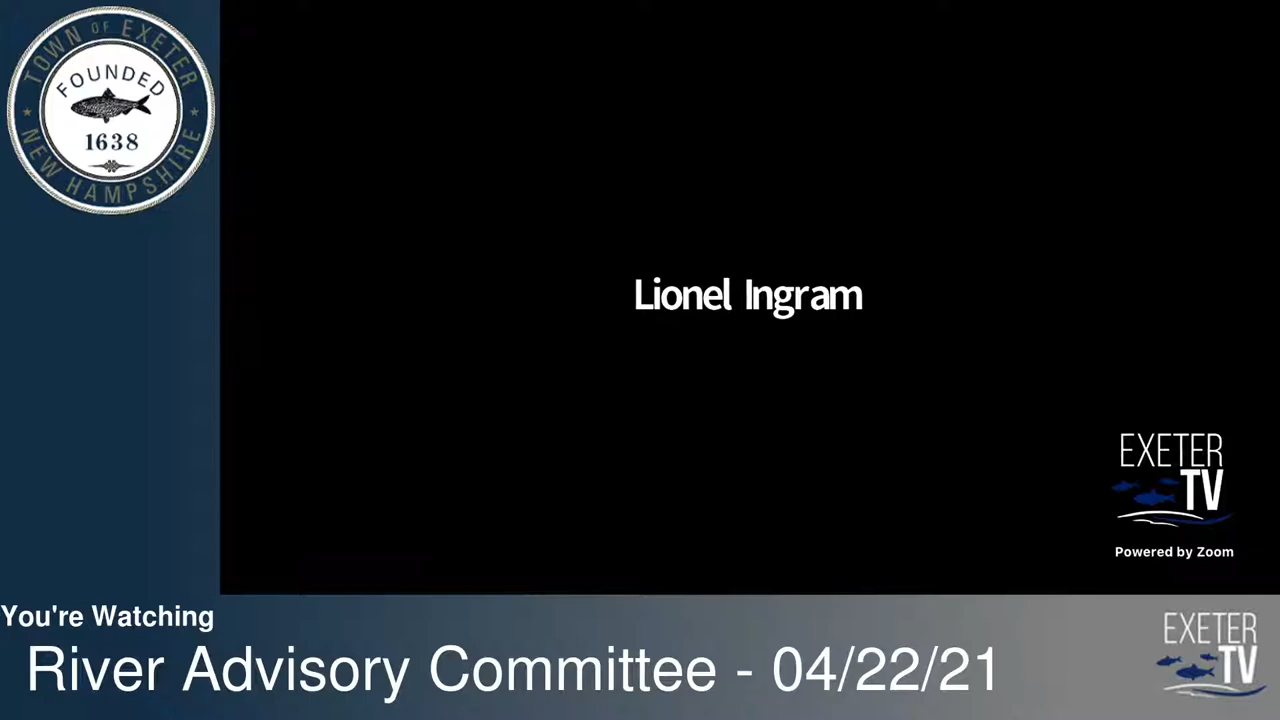 TOWN OF EXETER
FOUNDED
1638
NEW HAMPSHIRE
Lionel Ingram
EXETER
TV
Powered by Zoom
You're Watching
River Advisory Committee - 04/22/21
EXETER
TV